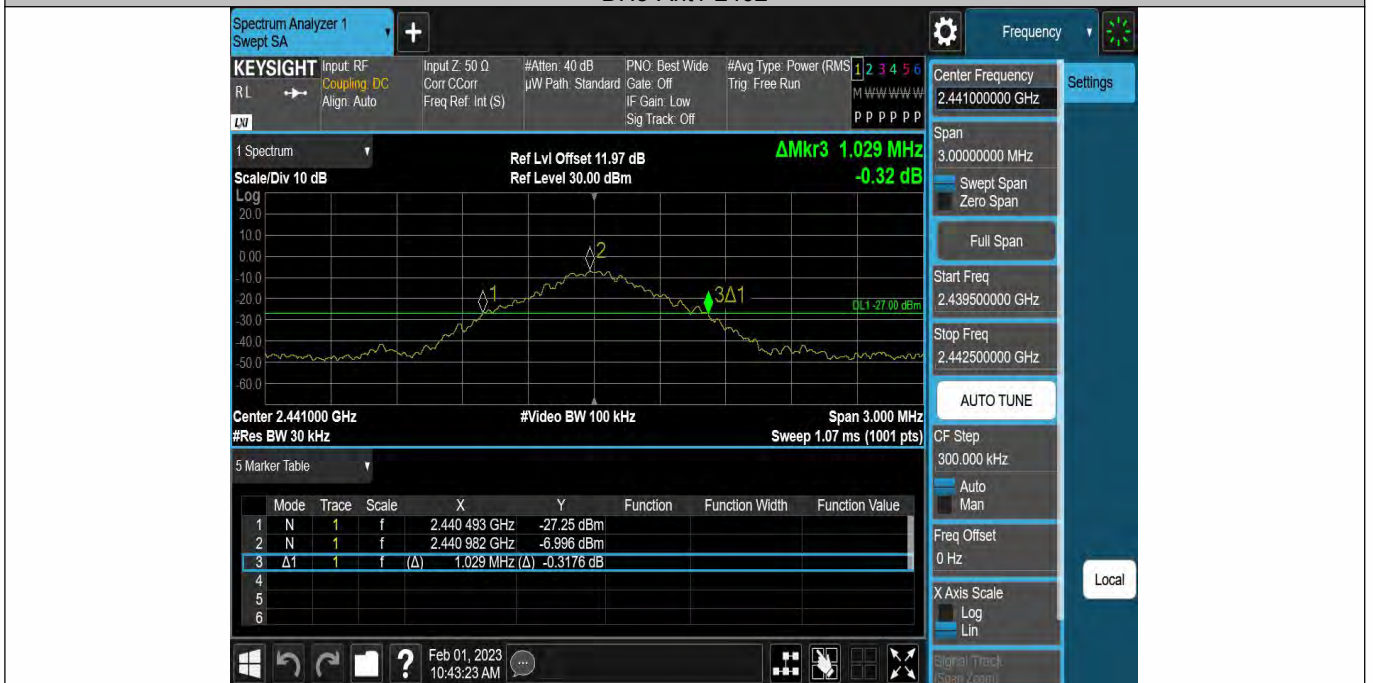 Spectrum Analyzer 1
Swept SA
+
Frequency
KEYSIGHT
RL
LXI
Input: RF
Coupling: DC
Align: Auto
Input Z: 50 Ω
Corr CCorr
Freq Ref: Int (S)
#Atten: 40 dB
µW Path: Standard
PNO: Best Wide
Gate: Off
IF Gain: Low
Sig Track: Off
#Avg Type: Power (RMS
Trig: Free Run
1 2 3 4 5 6
M W W W W W
P P P P P P
1 Spectrum
Scale/Div 10 dB
Ref Lvl Offset 11.97 dB
Ref Level 30.00 dBm
ΔMkr3 1.029 MHz
-0.32 dB
Log
20.0
10.0
0.00
-10.0
-20.0
-30.0
-40.0
-50.0
-60.0
1
2
3Δ1
DL1 -27.00 dBm
Center 2.441000 GHz
#Video BW 100 kHz
Span 3.000 MHz
#Res BW 30 kHz
Sweep 1.07 ms (1001 pts)
5 Marker Table
Mode Trace Scale X Y Function Function Width Function Value
1 N 1 f 2.440 493 GHz -27.25 dBm
2 N 1 f 2.440 982 GHz -6.996 dBm
3 Δ1 1 f (Δ) 1.029 MHz (Δ) -0.3176 dB
4
5
6
?
Feb 01, 2023
10:43:23 AM
Center Frequency
2.441000000 GHz
Settings
Span
3.00000000 MHz
Swept Span
Zero Span
Full Span
Start Freq
2.439500000 GHz
Stop Freq
2.442500000 GHz
AUTO TUNE
CF Step
300.000 kHz
Auto
Man
Freq Offset
0 Hz
Local
X Axis Scale
Log
Lin
Signal Track
(Span Zoom)